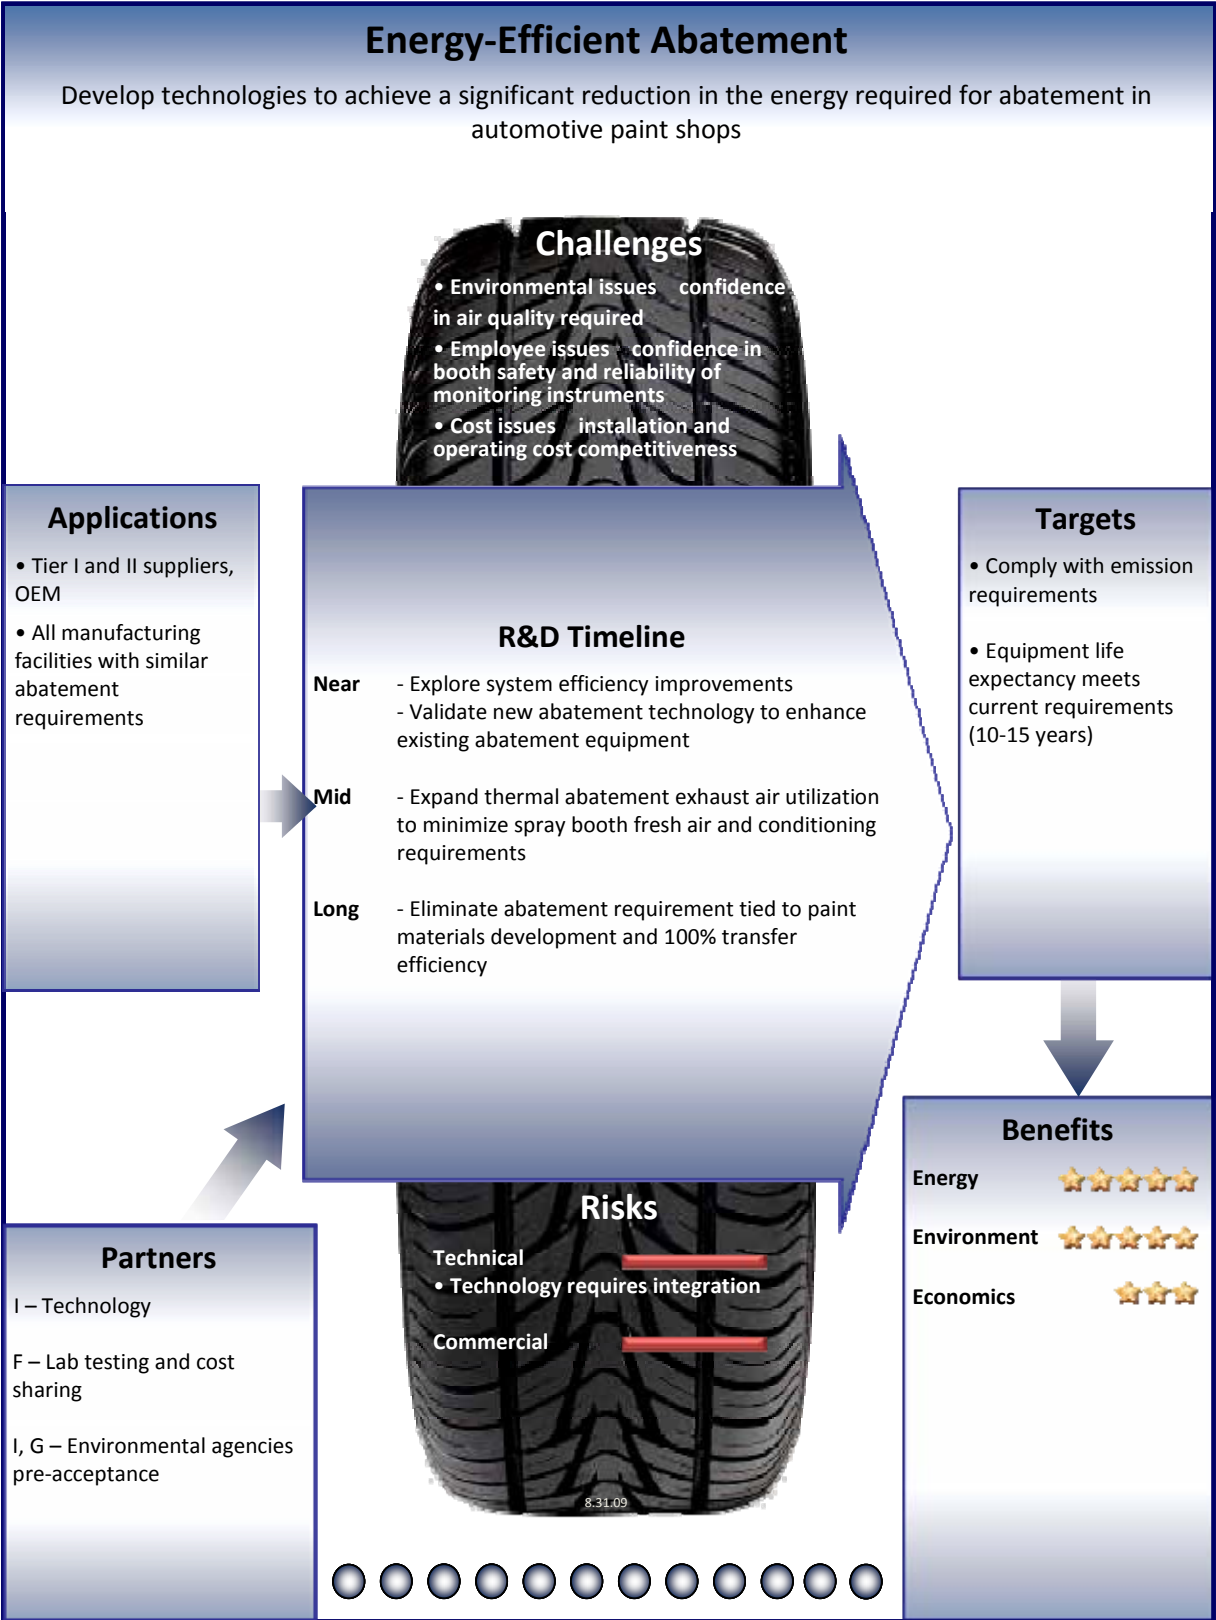 Energy-Efficient Abatement
Develop technologies to achieve a significant reduction in the energy required for abatement in
automotive paint shops
Challenges
• Environmental issues confidence
in air quality required
• Employee issues confidence in
booth safety and reliability of
monitoring instruments
• Cost issues installation and
operating cost competitiveness
Applications
• Tier I and II suppliers,
OEM
• All manufacturing
facilities with similar
abatement
requirements
R&D Timeline
Near - Explore system efficiency improvements
- Validate new abatement technology to enhance
existing abatement equipment
Mid - Expand thermal abatement exhaust air utilization
to minimize spray booth fresh air and conditioning
requirements
Long - Eliminate abatement requirement tied to paint
materials development and 100% transfer
efficiency
Targets
• Comply with emission
requirements
• Equipment life
expectancy meets
current requirements
(10-15 years)
Partners
I – Technology
F – Lab testing and cost
sharing
I, G – Environmental agencies
pre-acceptance
Risks
Technical
• Technology requires integration
Commercial
8.31.09
Benefits
Energy
Environment
Economics